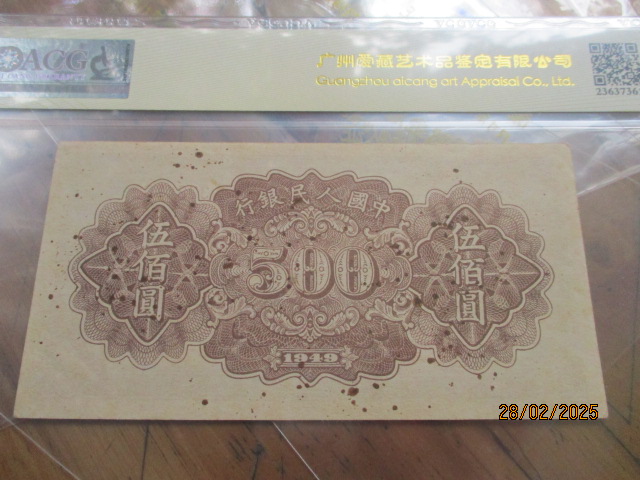 ACG
广州爱藏艺术品鉴定有限公司
Guangzhou aicang art Appraisal Co., Ltd.
行銀民人國中
伍佰圓
500
伍佰圓
1949
28/02/2025